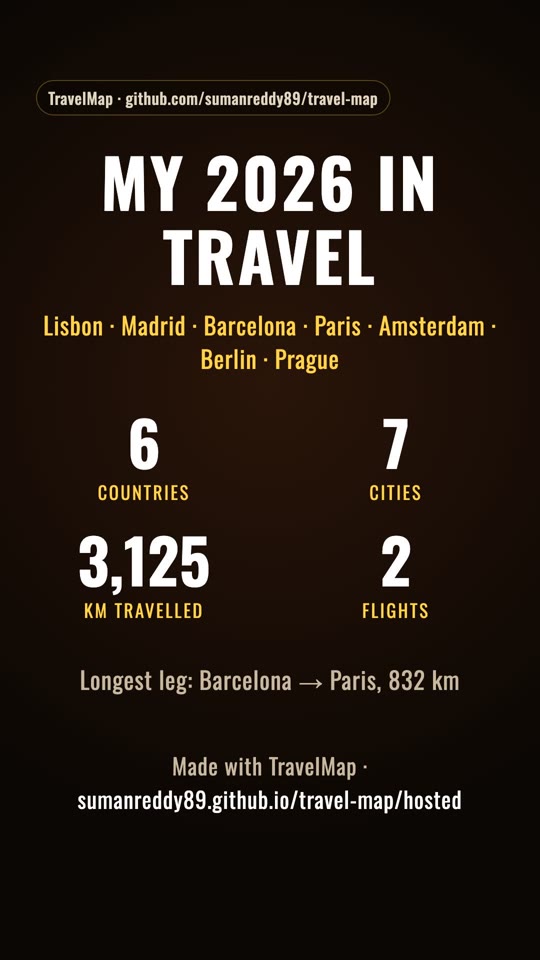 TravelMap · github.com/sumanreddy89/travel-map
MY 2026 IN
TRAVEL
Lisbon · Madrid · Barcelona · Paris · Amsterdam ·
Berlin · Prague
6
COUNTRIES
7
CITIES
3,125
KM TRAVELLED
2
FLIGHTS
Longest leg: Barcelona → Paris, 832 km
Made with TravelMap ·
sumanreddy89.github.io/travel-map/hosted